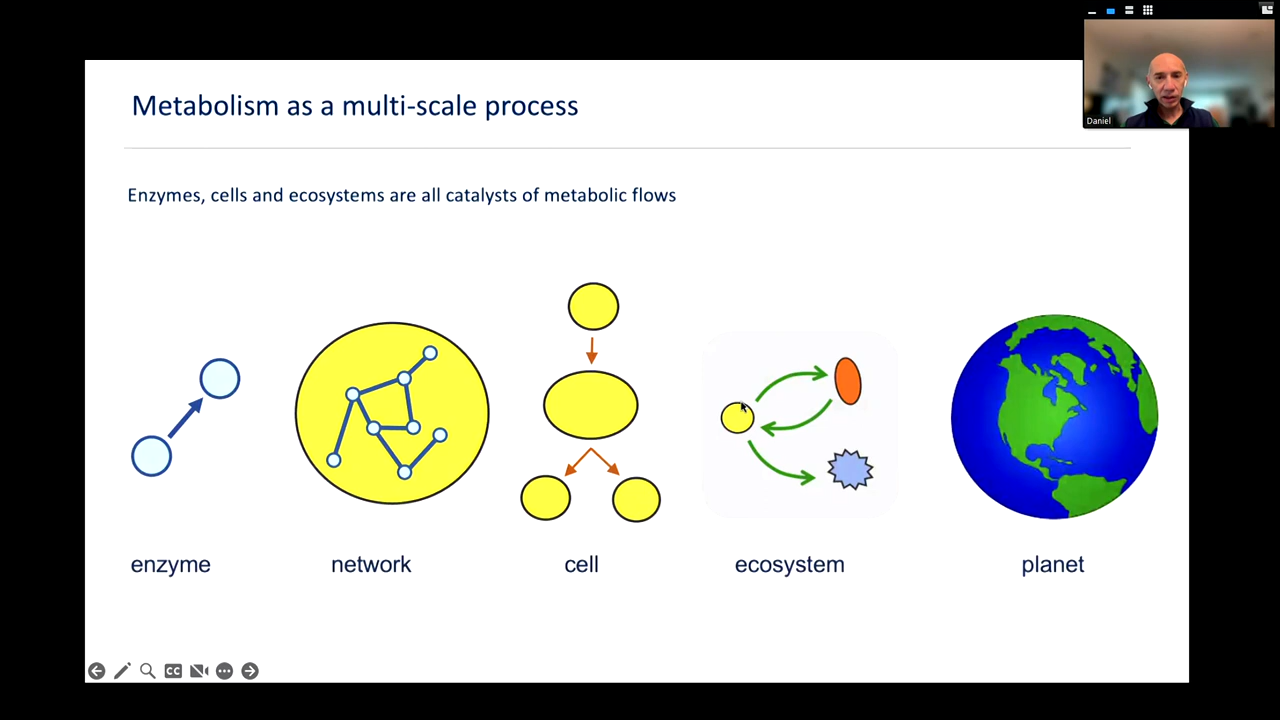 Metabolism as a multi-scale process
Daniel
Enzymes, cells and ecosystems are all catalysts of metabolic flows
enzyme
network
cell
ecosystem
planet
CC